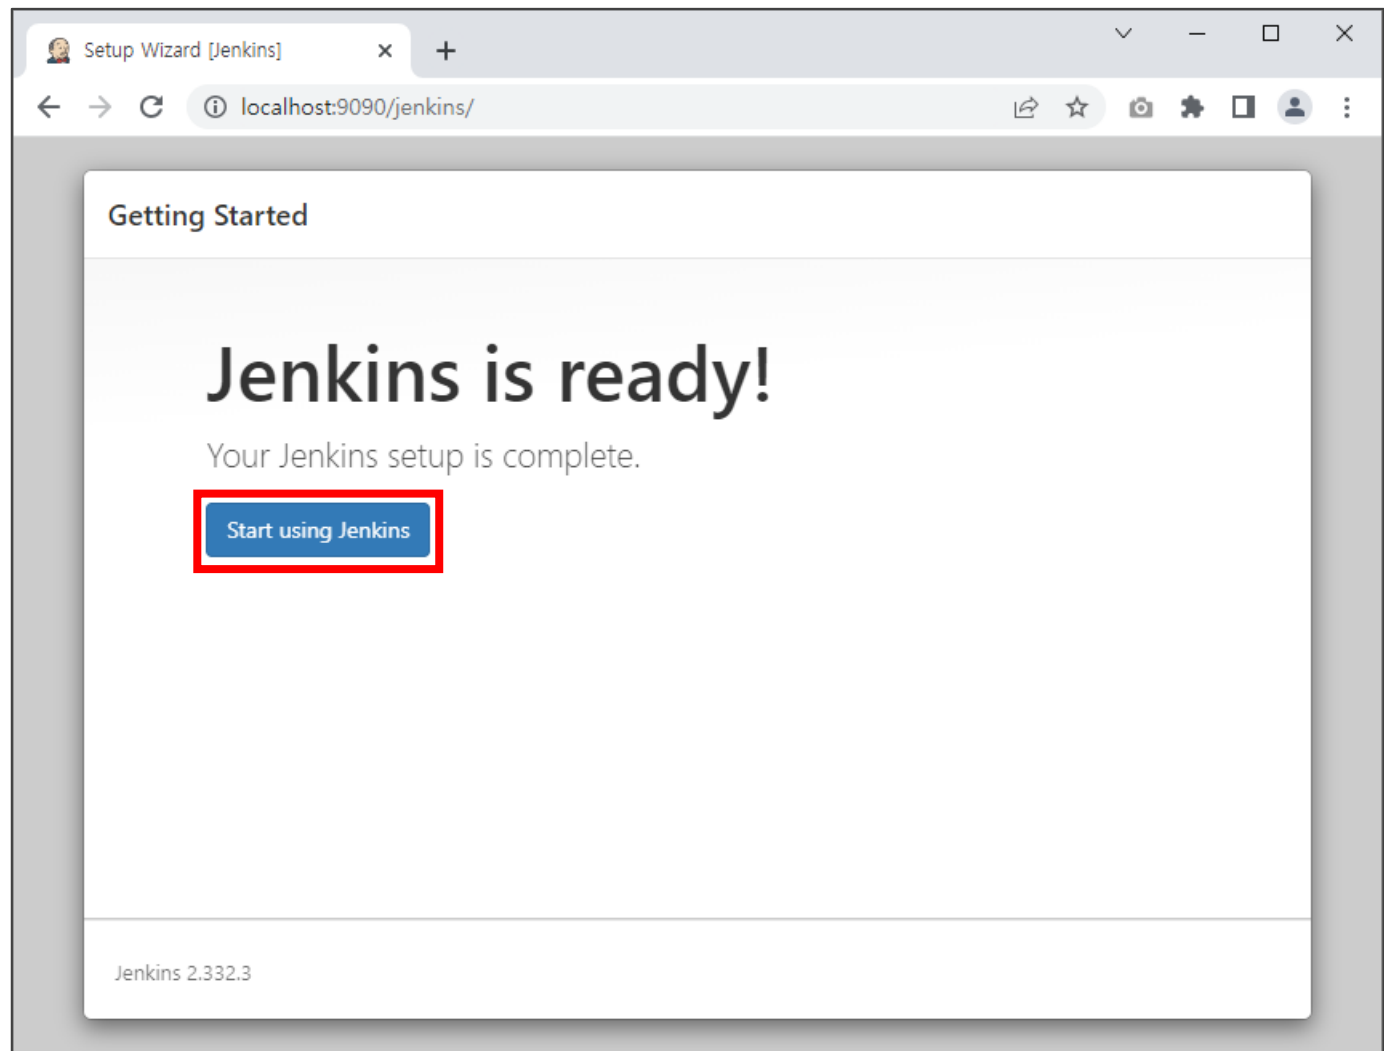 Setup Wizard [Jenkins]
localhost:9090/jenkins/
Getting Started
Jenkins is ready!
Your Jenkins setup is complete.
Start using Jenkins
Jenkins 2.332.3